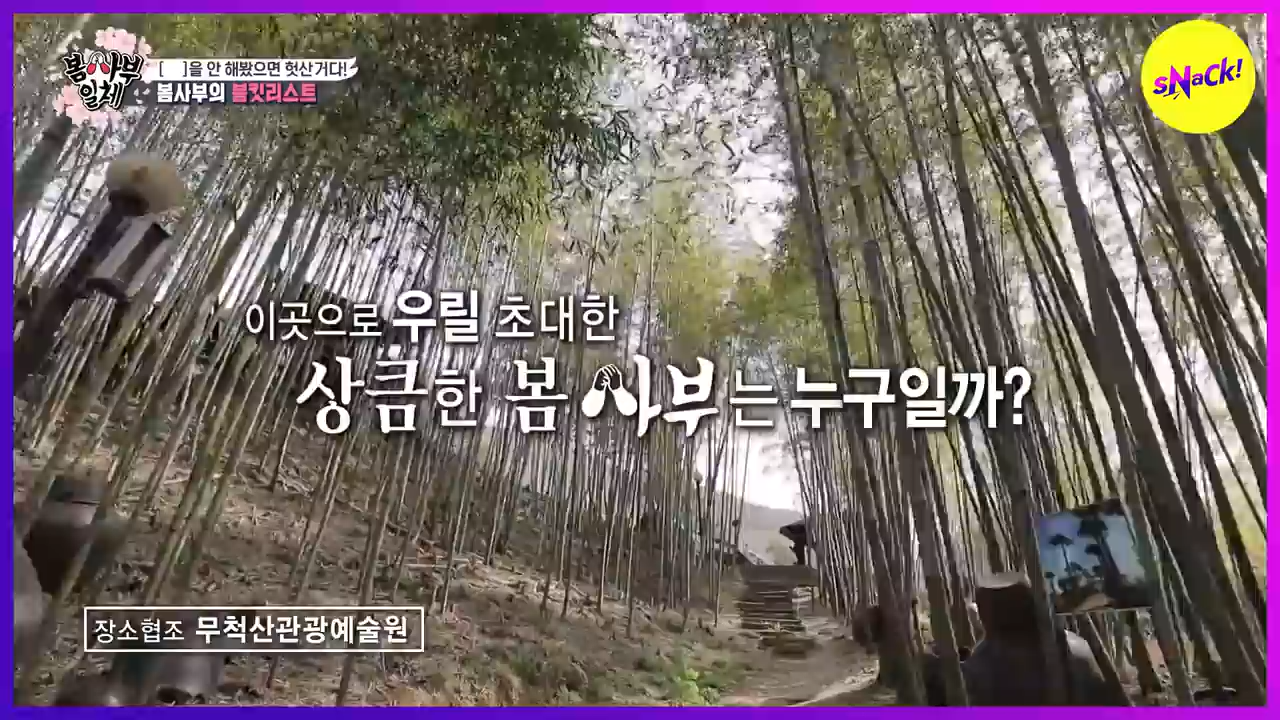 봄사부
일체
[ ]을 안 해봤으면 헛산거다!
봄사부의 봄킷리스트
sNaCk!
이곳으로 우릴 초대한
상큼한 봄사부는 누구일까?
장소협조 무척산관광예술원